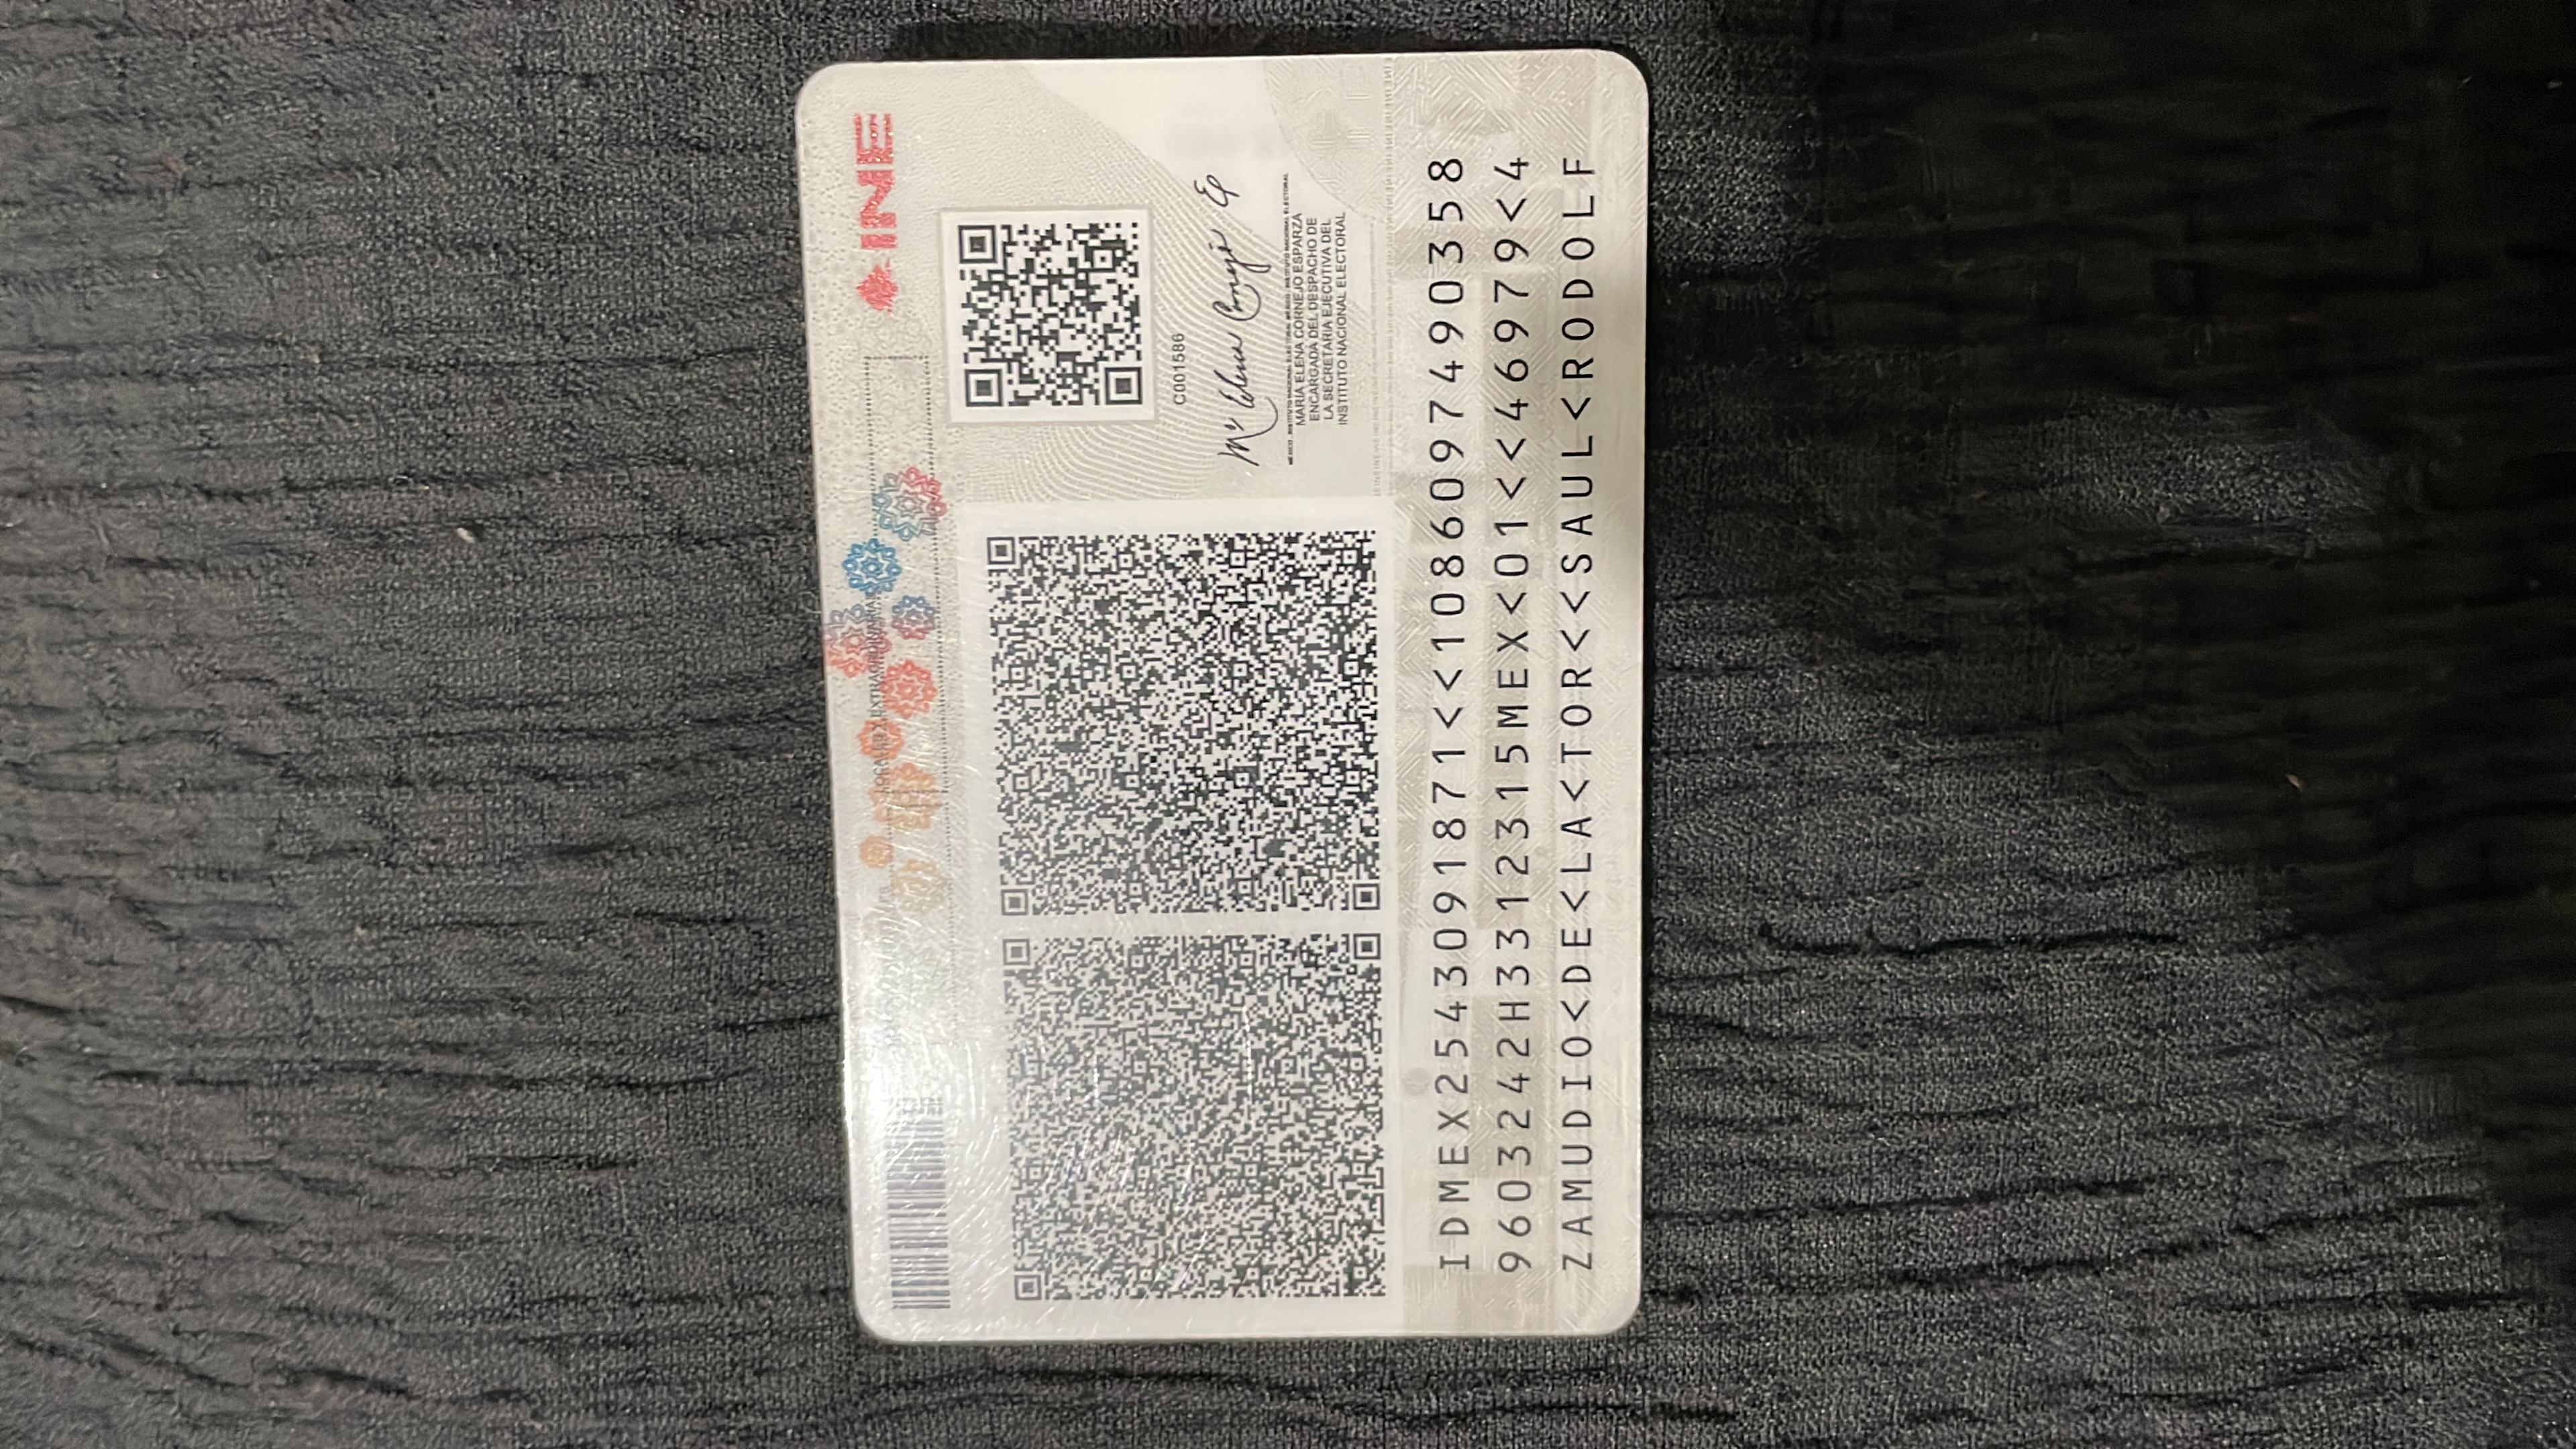 INE
C001586
MARIA ELENA CORNEJO ESPARZA
ENCARGADA DEL DESPACHO DE
LA SECRETARIA EJECUTIVA DEL
INSTITUTO NACIONAL ELECTORAL
IDMEX2543091871<<1086097490358
9603242H3312315MEX<01<<46979<4
ZAMUDIO<DE<LA<TOR<<SAUL<RODOLF